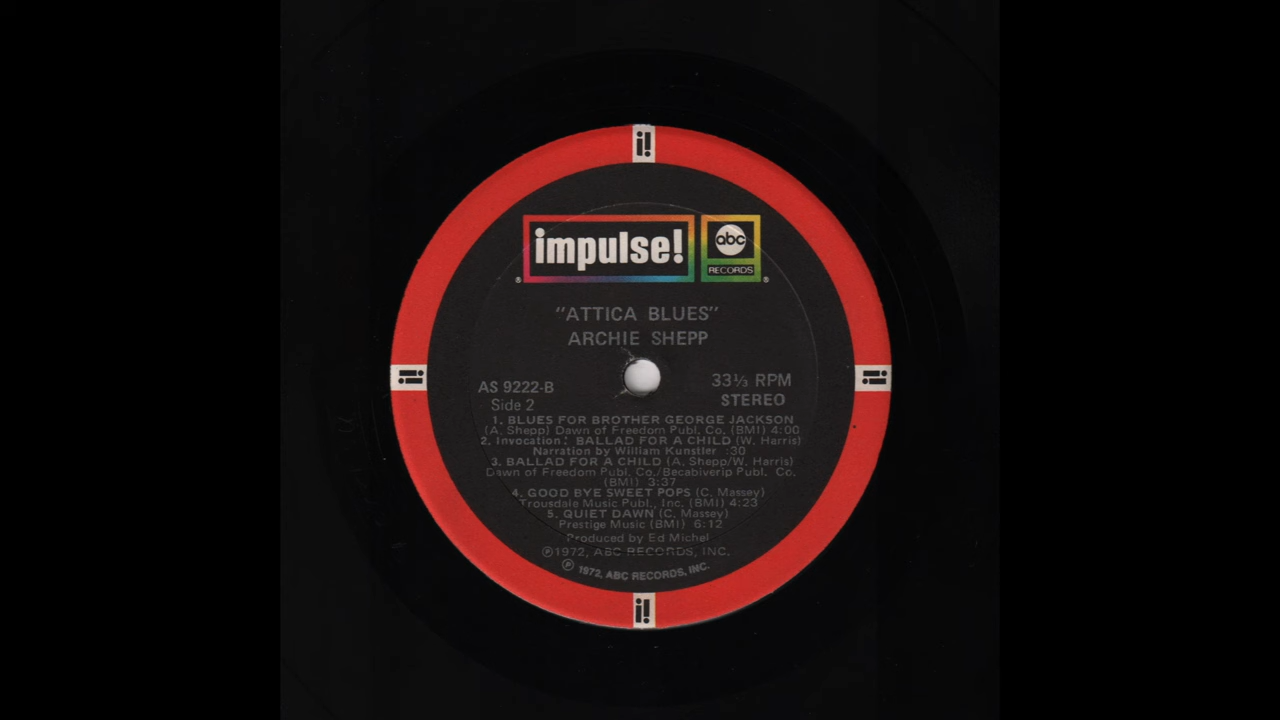 i!
impulse!
abc
RECORDS
"ATTICA BLUES"
ARCHIE SHEPP
AS 9222-B
33⅓ RPM
Side 2
STEREO
1. BLUES FOR BROTHER GEORGE JACKSON
(A. Shepp) Dawn of Freedom Publ. Co. (BMI) 4:00
2. Invocation: BALLAD FOR A CHILD (W. Harris)
Narration by William Kunstler :30
3. BALLAD FOR A CHILD (A. Shepp/W. Harris)
Dawn of Freedom Publ. Co./Becabiverip Publ. Co.
(BMI) 3:37
4. GOOD BYE SWEET POPS (C. Massey)
Trousdale Music Publ., Inc. (BMI) 4:23
5. QUIET DAWN (C. Massey)
Prestige Music (BMI) 6:12
Produced by Ed Michel
Ⓟ1972, ABC RECORDS, INC.
Ⓟ 1972, ABC RECORDS, INC.
i!
i!
i!